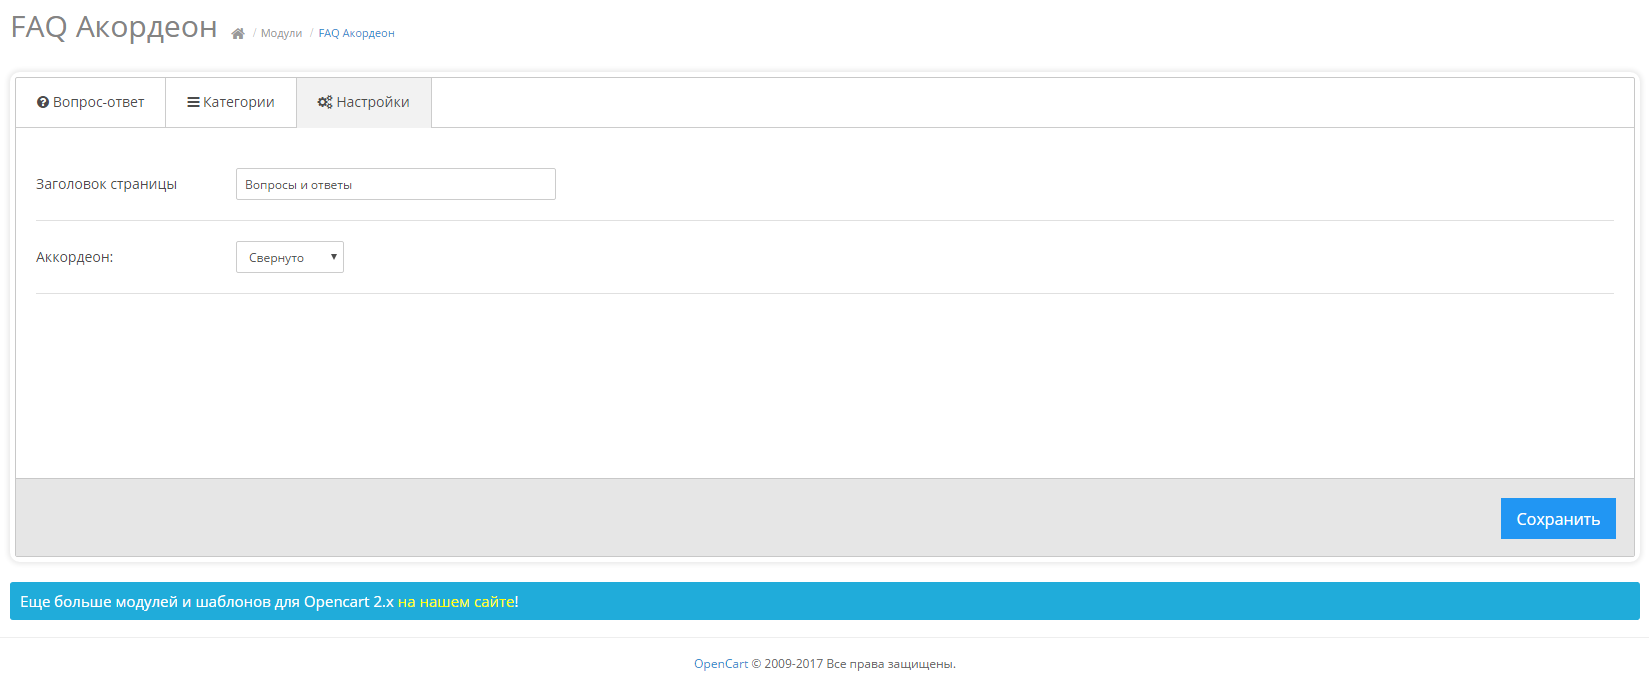 FAQ Акордеон / Модули / FAQ Акордеон
Вопрос-ответ Категории Настройки
Заголовок страницы Вопросы и ответы
Аккордеон: Свернуто
Сохранить
Еще больше модулей и шаблонов для Opencart 2.x на нашем сайте!
OpenCart © 2009-2017 Все права защищены.